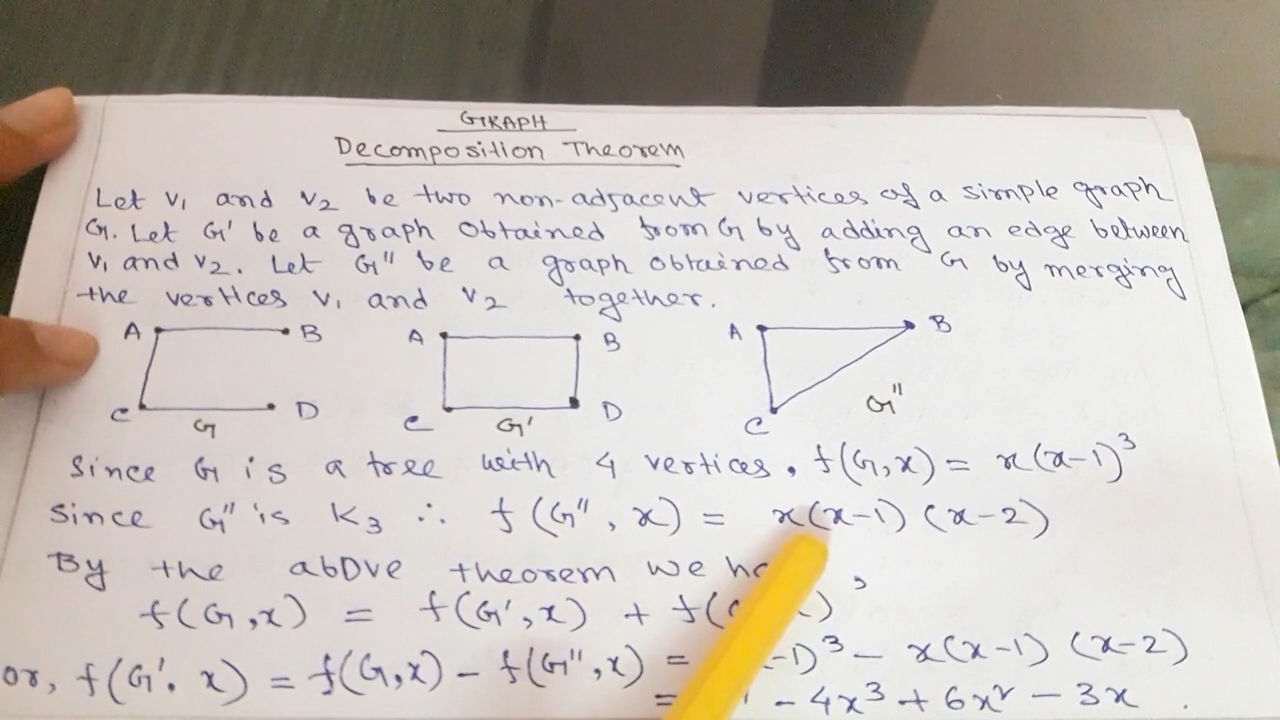 GRAPH
Decomposition Theorem
Let v₁ and v₂ be two non-adjacent vertices of a simple graph
G. Let G' be a graph obtained from G by adding an edge between
v₁ and v₂. Let G'' be a graph obtained from G by merging
the vertices v₁ and v₂ together.
A B A B A B
C D C D C
G G' G''
Since G is a tree with 4 vertices, f(G,x) = x(x-1)³
Since G'' is K₃ ∴ f(G'', x) = x(x-1)(x-2)
By the above theorem we
f(G,x) = f(G',x) + f(
or, f(G'. x) = f(G,x) - f(G'',x) = -1)³ - x(x-1)(x-2)
= - 4x³ + 6x² - 3x .